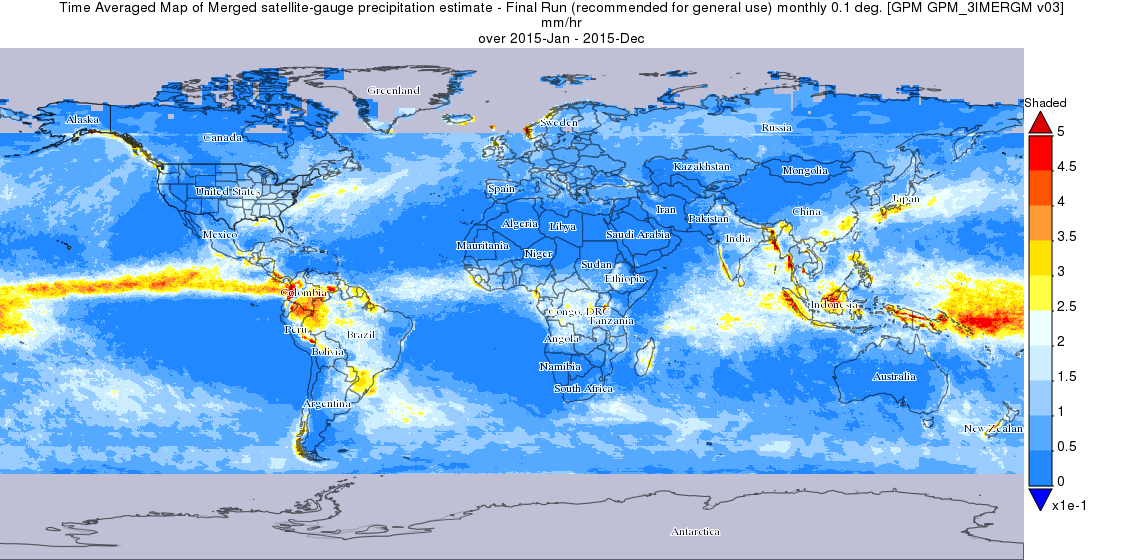 Time Averaged Map of Merged satellite-gauge precipitation estimate - Final Run (recommended for general use) monthly 0.1 deg. [GPM GPM_3IMERGM v03]
mm/hr
over 2015-Jan - 2015-Dec
Greenland
Shaded
Alaska
Sweden
Russia
Canada
5
Kazakhstan
Mongolia
4.5
Spain
United States
Japan
4
Iran
Pakistan
China
Algeria
Libya
Mexico
Saudi Arabia
India
3.5
Mauritania
Niger
Sudan
3
Ethiopia
Colombia
Indonesia
2.5
Congo, DRC
Tanzania
Peru
Brazil
Angola
2
Bolivia
Namibia
Australia
1.5
South Africa
Argentina
1
New Zealan
0.5
0
x1e-1
Antarctica